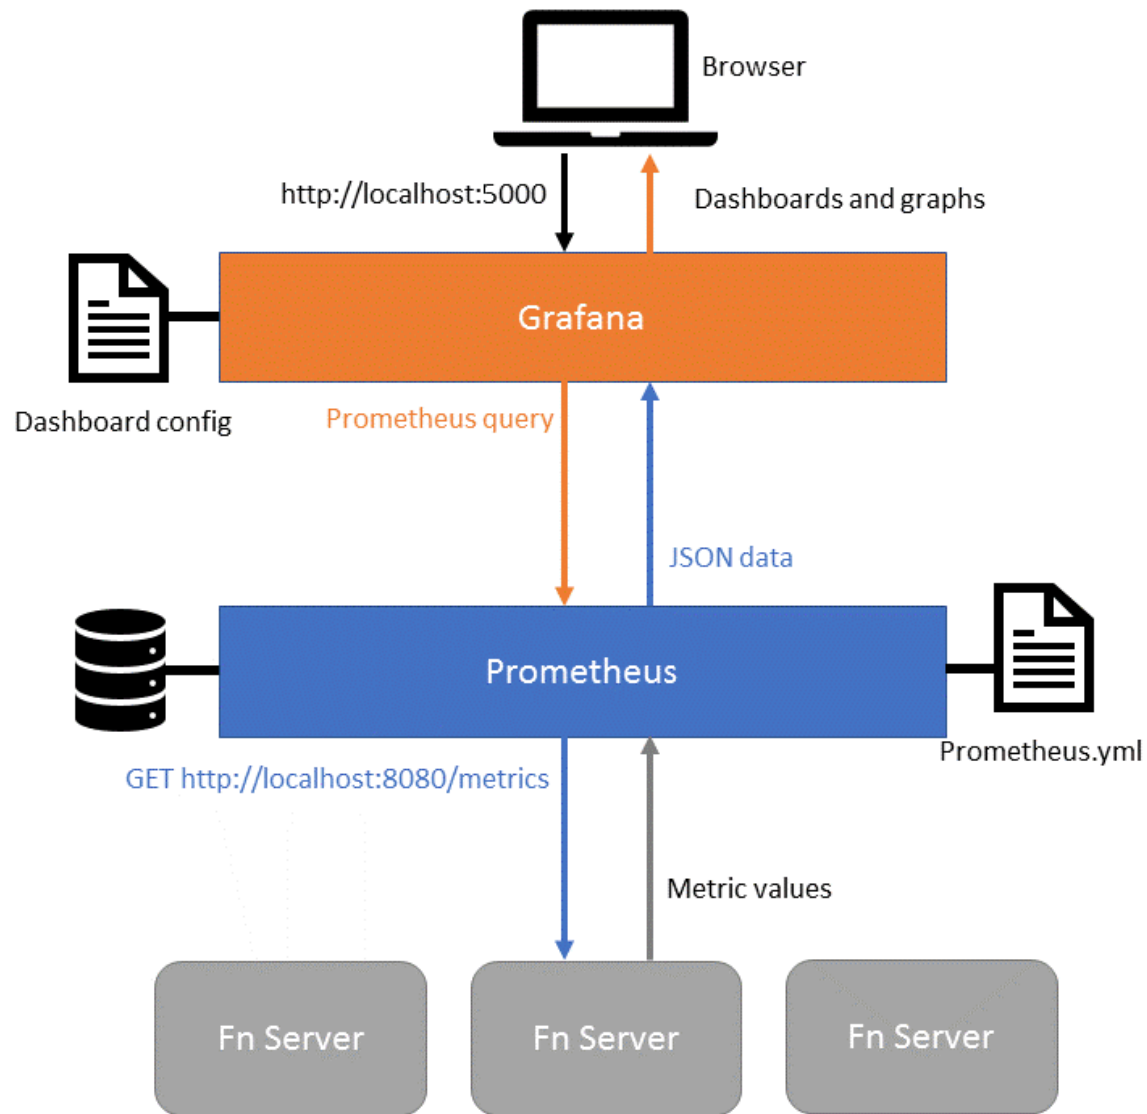 Browser
http://localhost:5000
Dashboards and graphs
Grafana
Dashboard config
Prometheus query
JSON data
Prometheus
Prometheus.yml
GET http://localhost:8080/metrics
Metric values
Fn Server
Fn Server
Fn Server